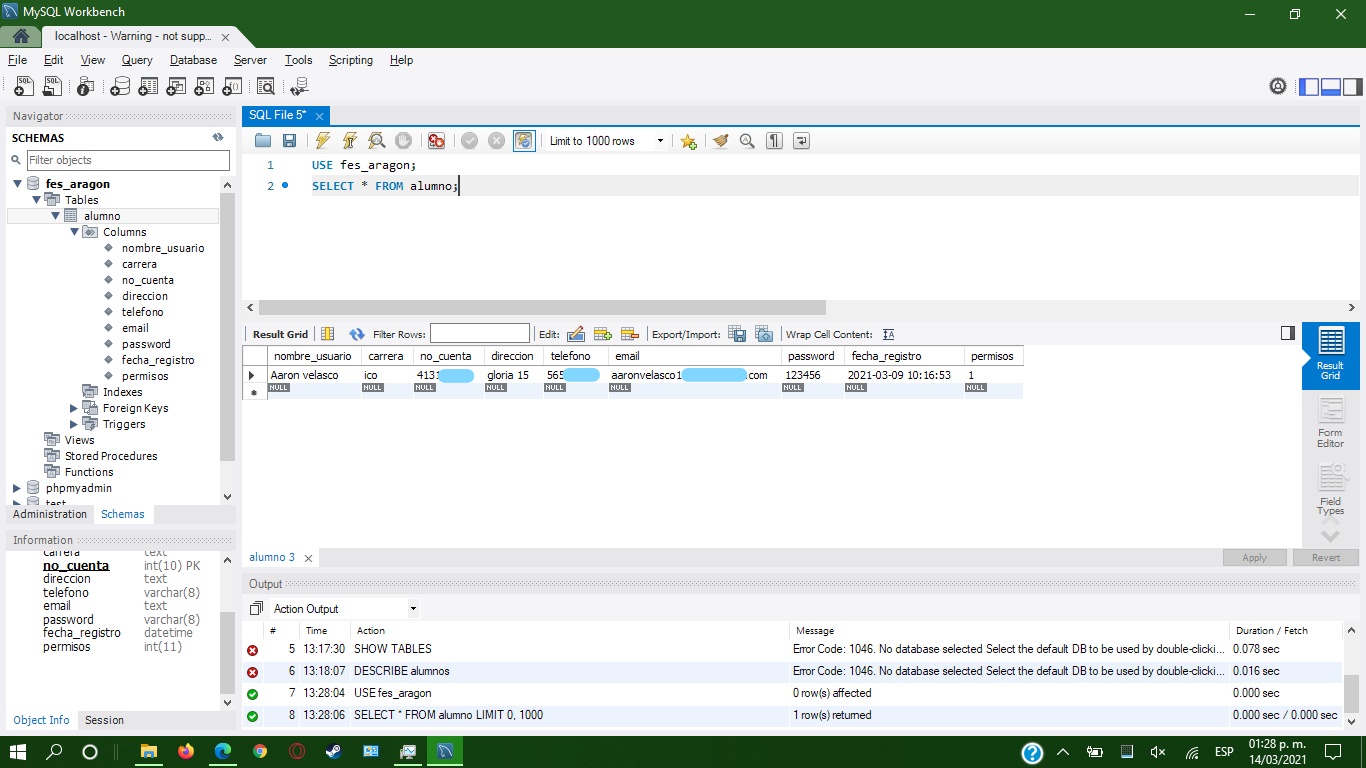 MySQL Workbench
localhost - Warning - not supp...
File Edit View Query Database Server Tools Scripting Help
Navigator
SCHEMAS
Filter objects
fes_aragon
Tables
alumno
Columns
nombre_usuario
carrera
no_cuenta
direccion
telefono
email
password
fecha_registro
permisos
Indexes
Foreign Keys
Triggers
Views
Stored Procedures
Functions
phpmyadmin
test
Administration Schemas
Information
carrera text
no_cuenta int(10) PK
direccion text
telefono varchar(8)
email text
password varchar(8)
fecha_registro datetime
permisos int(11)
Object Info Session
SQL File 5*
Limit to 1000 rows
1 USE fes_aragon;
2 SELECT * FROM alumno;
Result Grid Filter Rows: Edit: Export/Import: Wrap Cell Content:
nombre_usuario carrera no_cuenta direccion telefono email password fecha_registro permisos
Aaron velasco ico 4131 gloria 15 565 aaronvelasco1 .com 123456 2021-03-09 10:16:53 1
NULL NULL NULL NULL NULL NULL NULL NULL NULL
Result Grid
Form Editor
Field Types
alumno 3
Apply Revert
Output
Action Output
# Time Action Message Duration / Fetch
5 13:17:30 SHOW TABLES Error Code: 1046. No database selected Select the default DB to be used by double-clicki... 0.078 sec
6 13:18:07 DESCRIBE alumnos Error Code: 1046. No database selected Select the default DB to be used by double-clicki... 0.016 sec
7 13:28:04 USE fes_aragon 0 row(s) affected 0.000 sec
8 13:28:06 SELECT * FROM alumno LIMIT 0, 1000 1 row(s) returned 0.000 sec / 0.000 sec
ESP
01:28 p. m.
14/03/2021